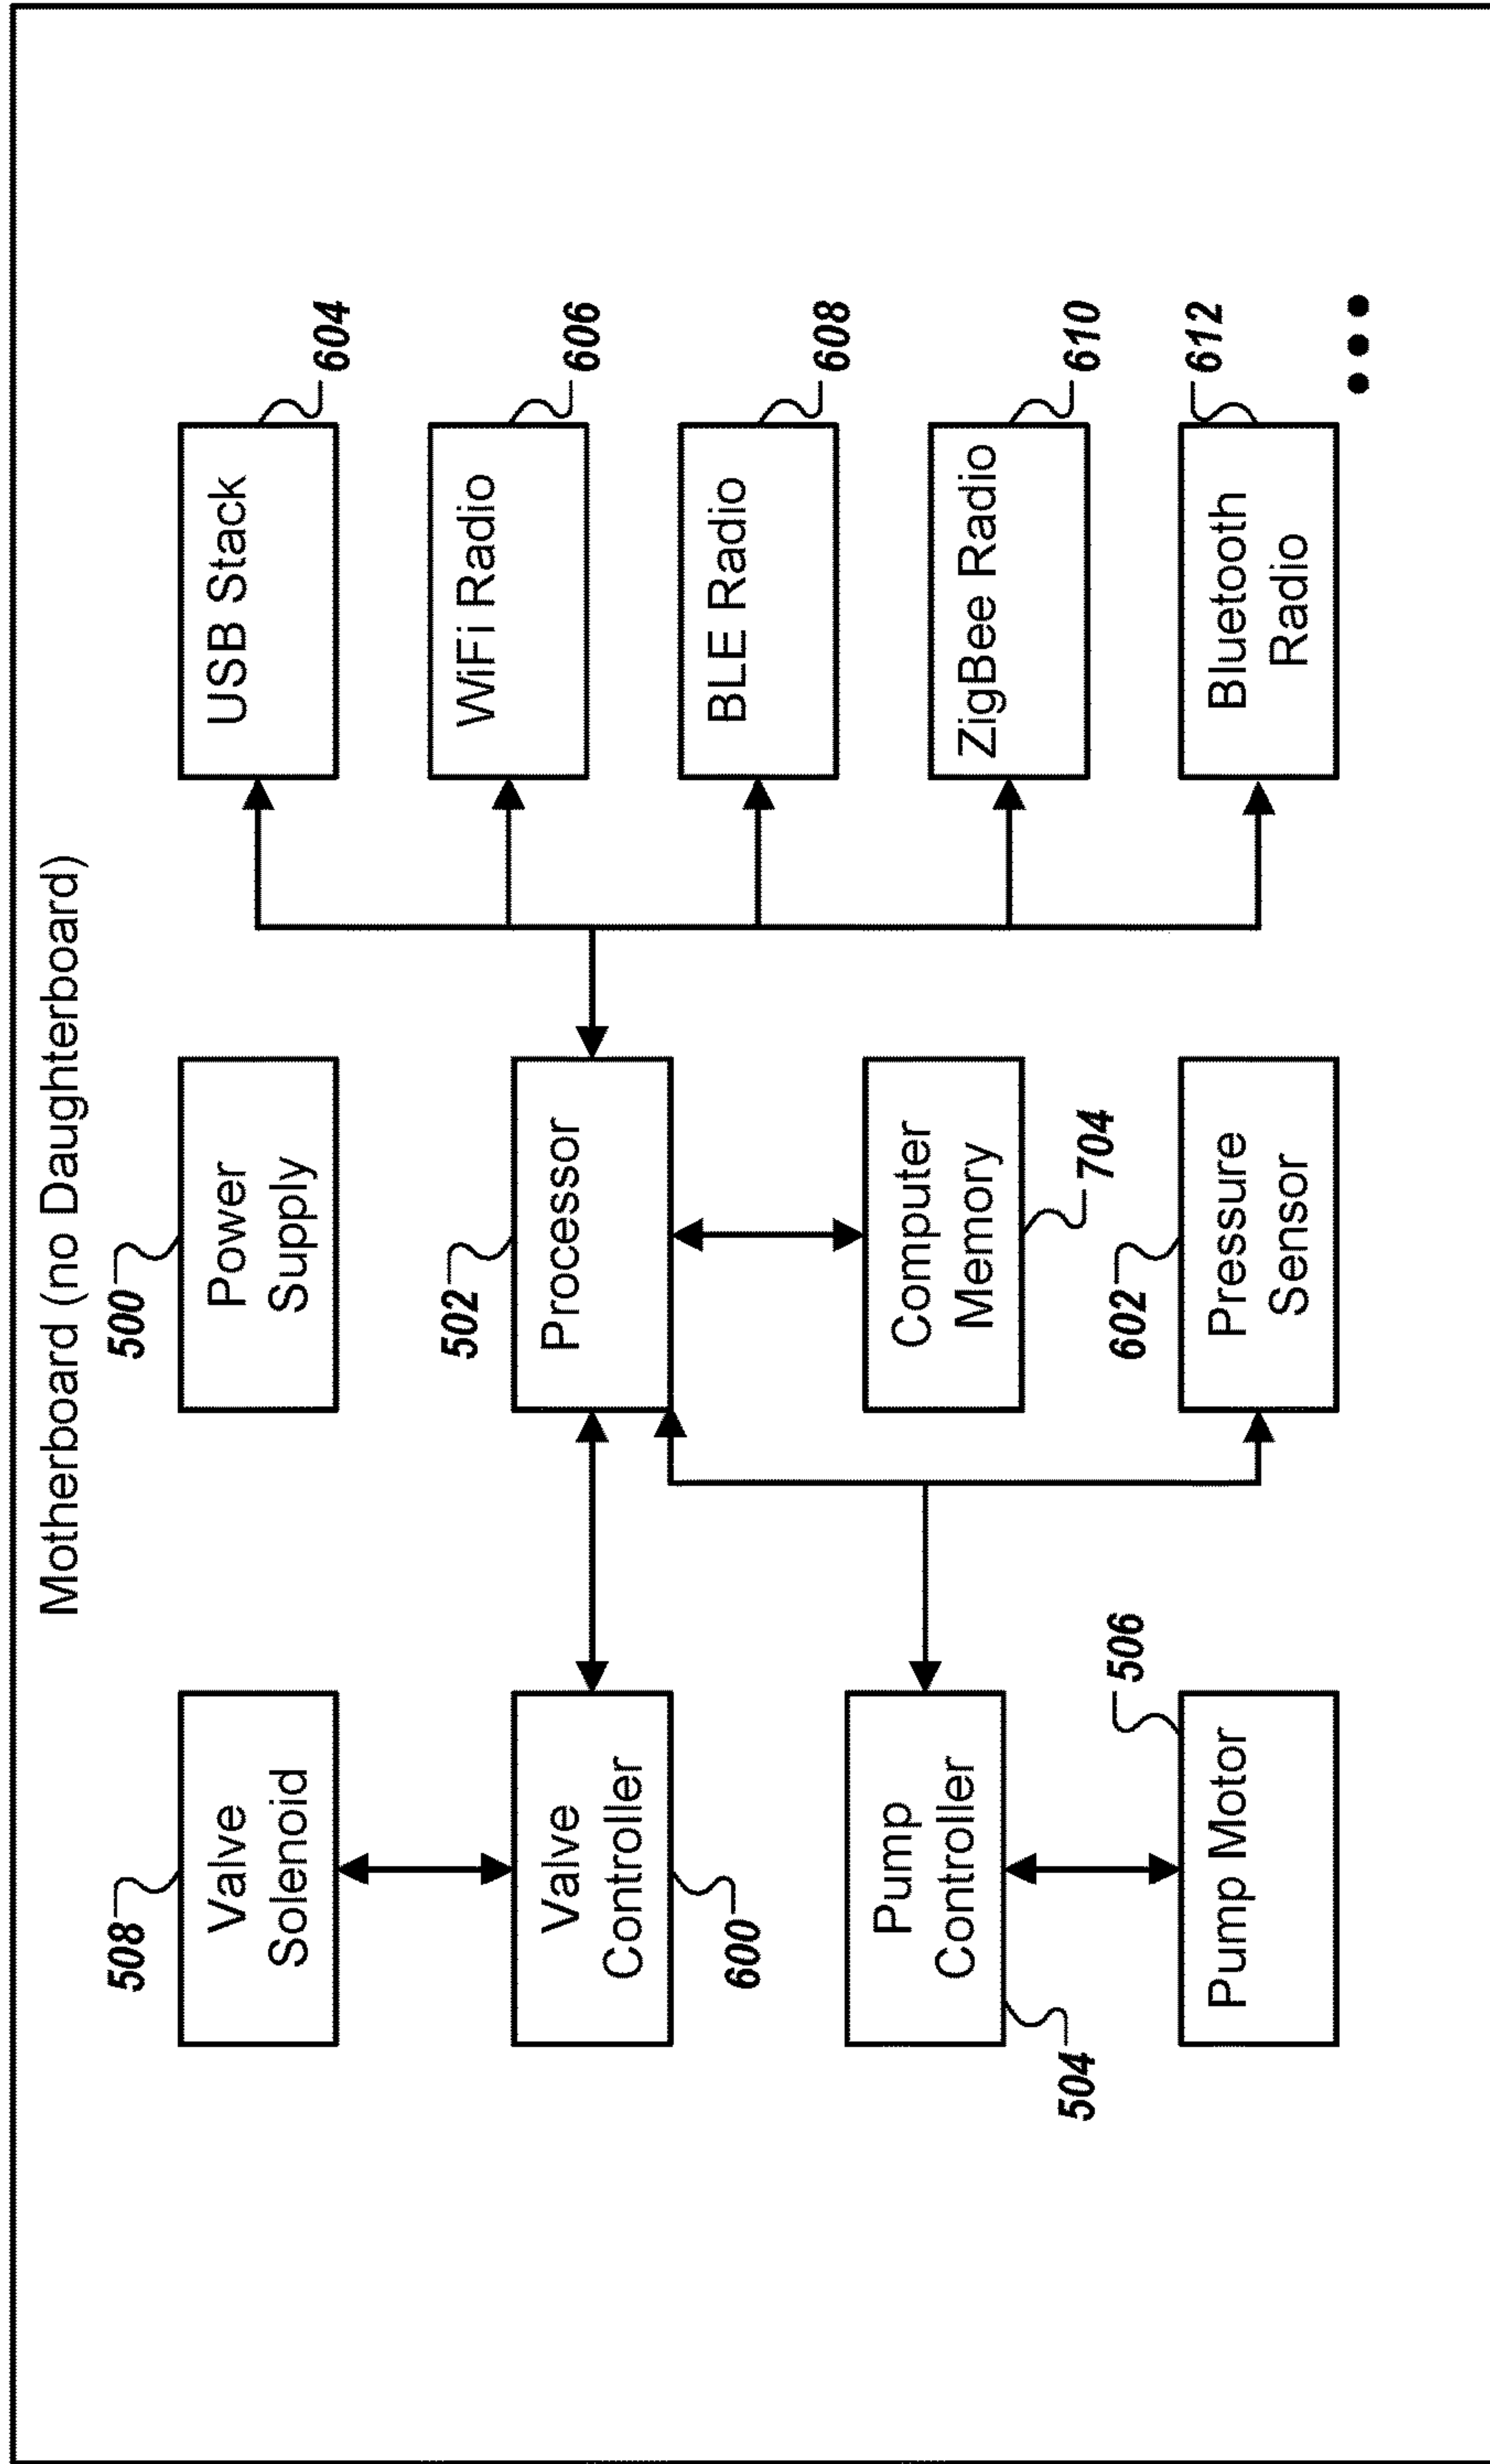 Motherboard (no Daughterboard)
508
Valve
Solenoid
500
Power
Supply
USB Stack
604
WiFi Radio
606
Valve
Controller
600
502
Processor
BLE Radio
608
Pump
Controller
504
Computer
Memory
704
ZigBee Radio
610
506
Pump Motor
602
Pressure
Sensor
612
Bluetooth
Radio